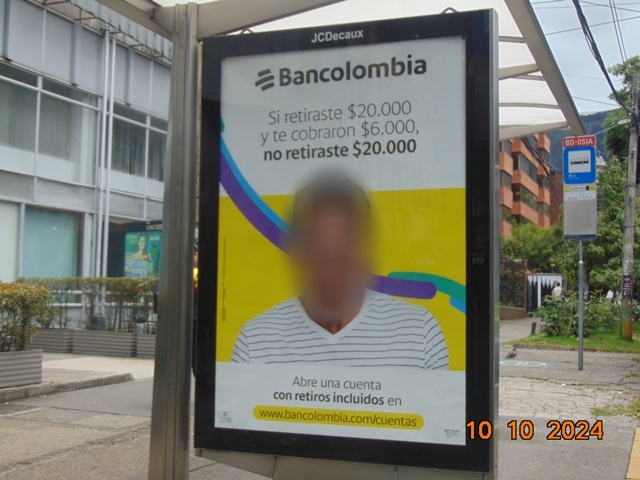 JCDecaux
Bancolombia
Si retiraste $20.000
y te cobraron $6.000,
no retiraste $20.000
Abre una cuenta
con retiros incluidos en
www.bancolombia.com/cuentas
BD-051A
10 10 2024